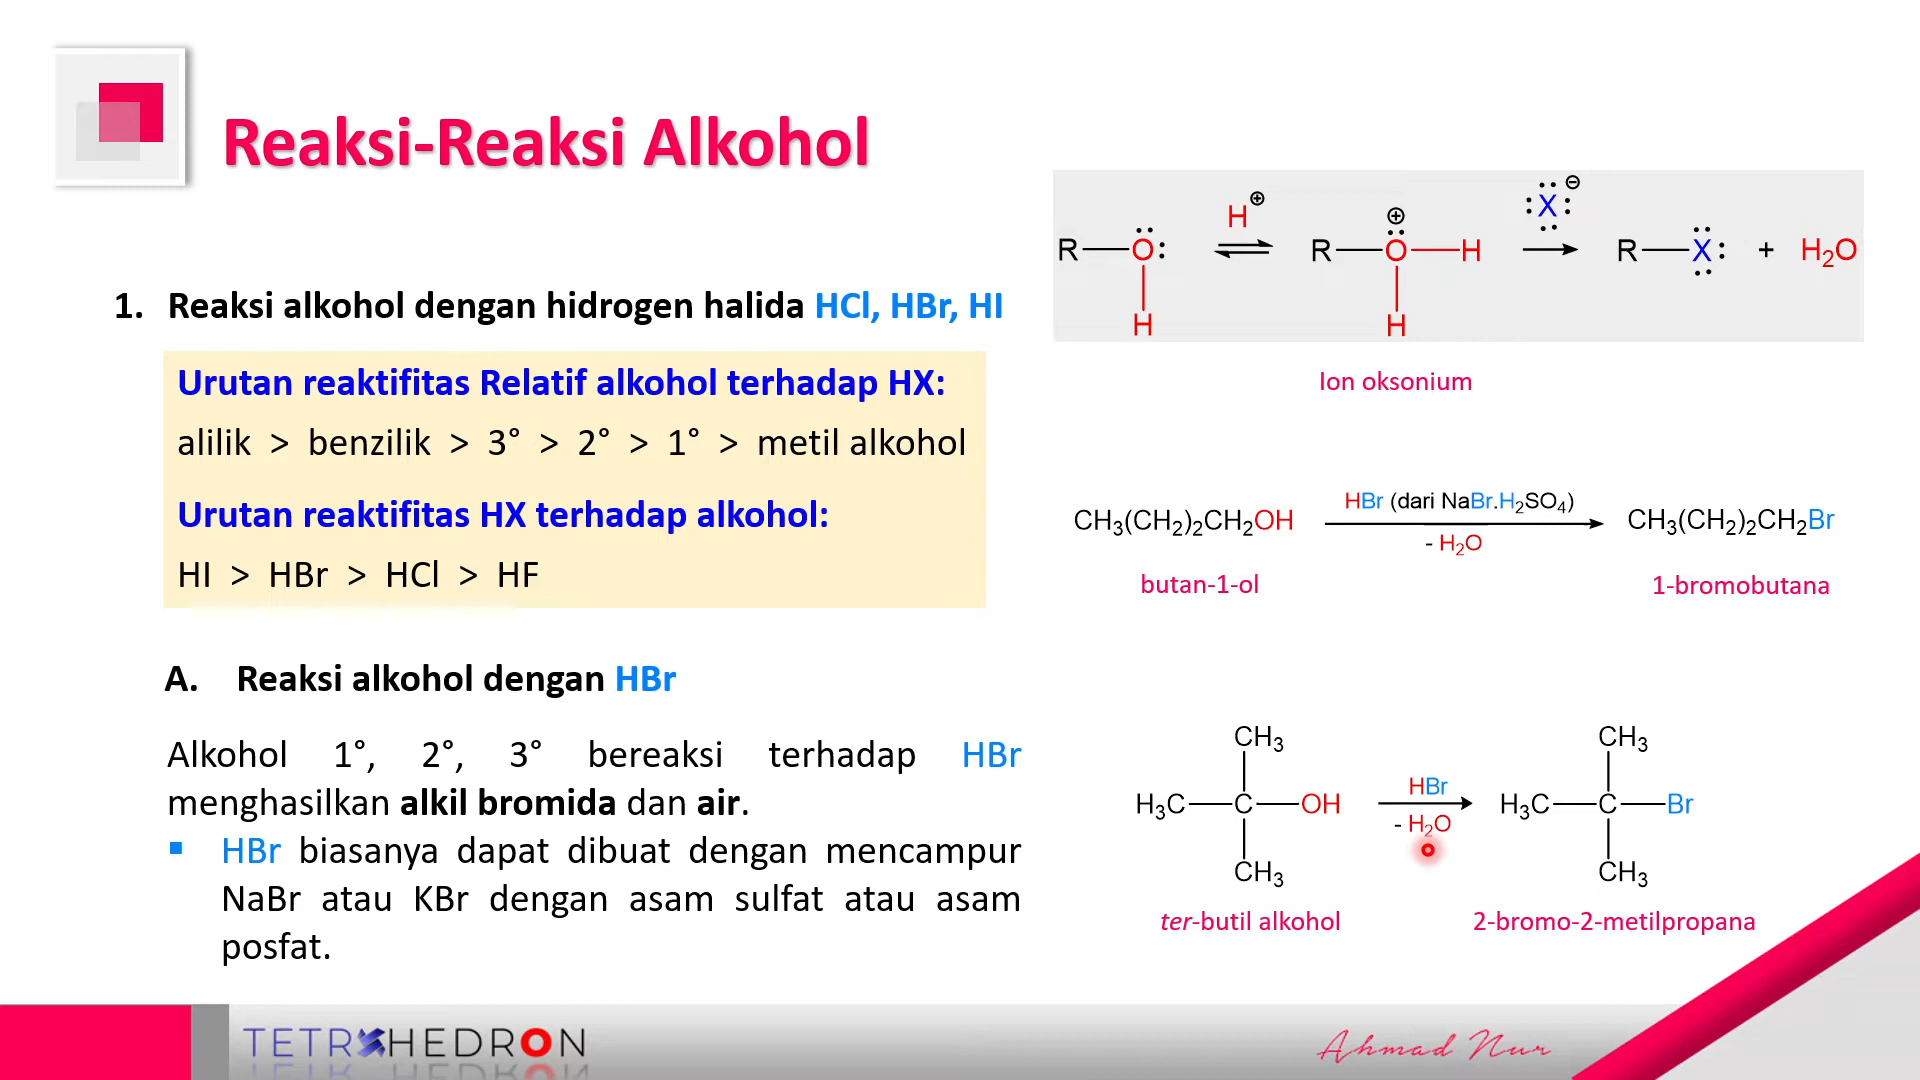 Reaksi-Reaksi Alkohol
1. Reaksi alkohol dengan hidrogen halida HCl, HBr, HI
Urutan reaktifitas Relatif alkohol terhadap HX:
alilik > benzilik > 3° > 2° > 1° > metil alkohol
Urutan reaktifitas HX terhadap alkohol:
HI > HBr > HCl > HF
A. Reaksi alkohol dengan HBr
Alkohol 1°, 2°, 3° bereaksi terhadap HBr
menghasilkan alkil bromida dan air.
▪ HBr biasanya dapat dibuat dengan mencampur
NaBr atau KBr dengan asam sulfat atau asam
posfat.
H⊕ :X:⊖
R—O: ⇌ R—O⊕—H → R—X: + H₂O
H H
Ion oksonium
HBr (dari NaBr.H₂SO₄)
CH₃(CH₂)₂CH₂OH → CH₃(CH₂)₂CH₂Br
- H₂O
butan-1-ol 1-bromobutana
CH₃ CH₃
HBr
H₃C—C—OH → H₃C—C—Br
- H₂O
CH₃ CH₃
ter-butil alkohol 2-bromo-2-metilpropana
TETRAHEDRON
Ahmad Nur